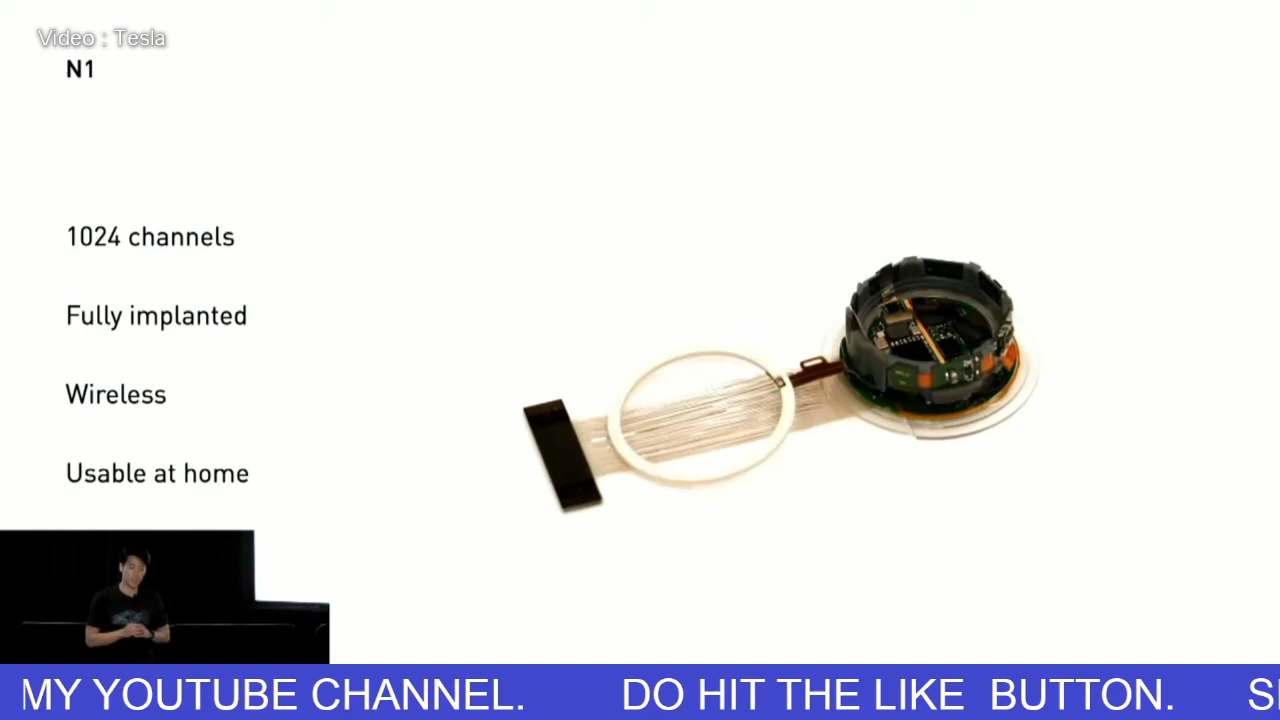 Video : Tesla
N1
1024 channels
Fully implanted
Wireless
Usable at home
MY YOUTUBE CHANNEL. DO HIT THE LIKE BUTTON.